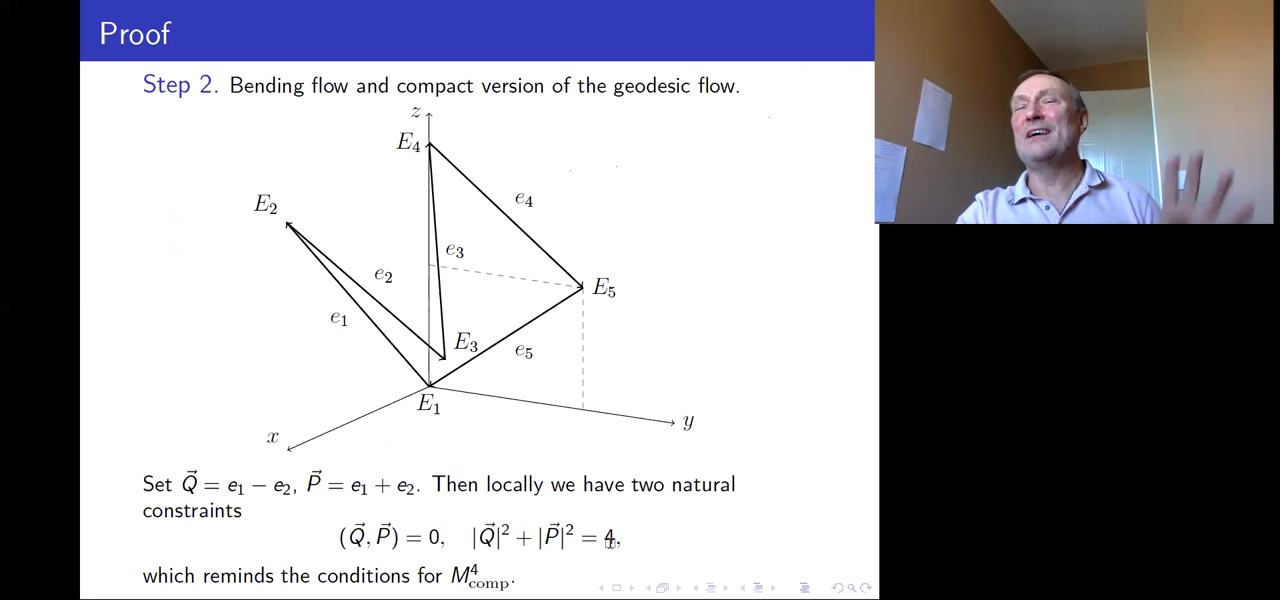 Proof
Step 2. Bending flow and compact version of the geodesic flow.
z
E₄
E₂
e₄
e₃
e₂
E₅
e₁
E₃
e₅
E₁
y
x
Set Q⃗ = e₁ − e₂, P⃗ = e₁ + e₂. Then locally we have two natural
constraints
(Q⃗, P⃗) = 0, |Q⃗|² + |P⃗|² = 4,
which reminds the conditions for M⁴_comp.